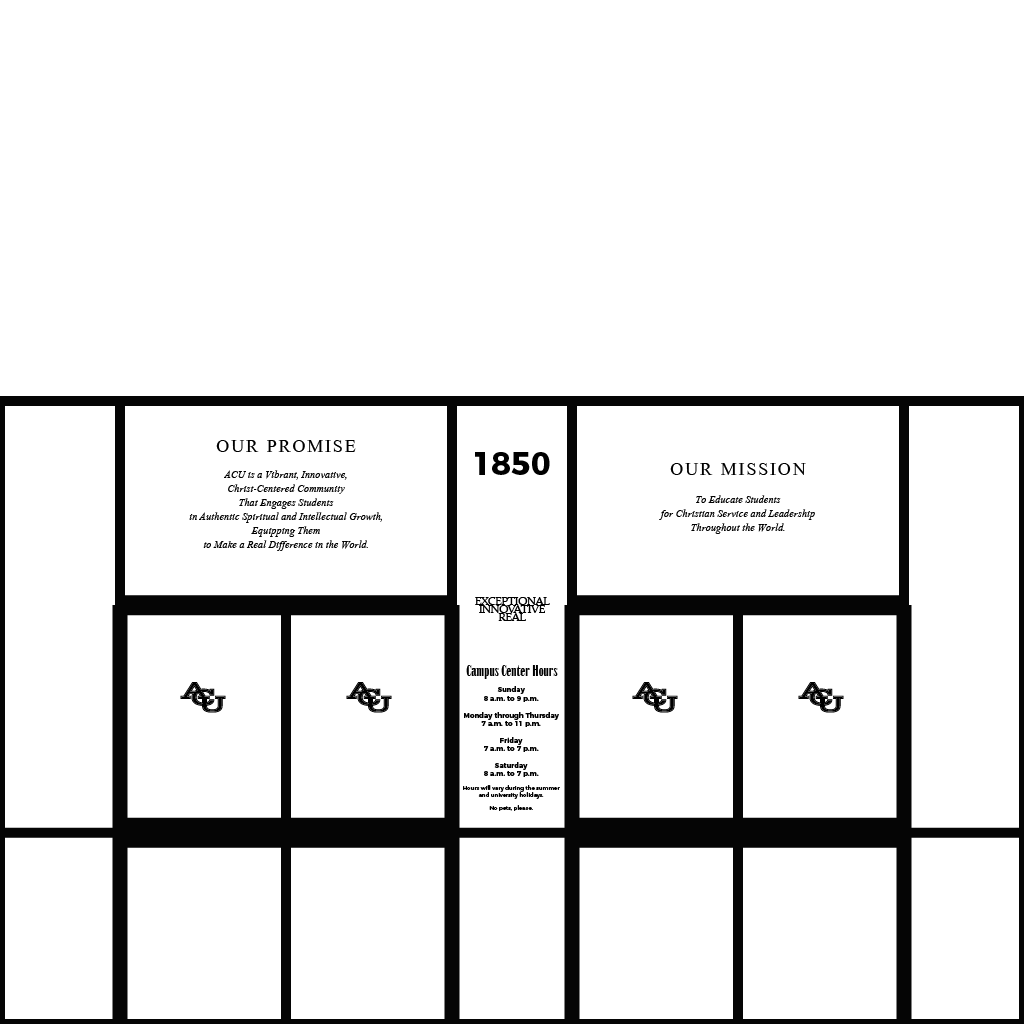 OUR PROMISE
ACU is a Vibrant, Innovative,
Christ-Centered Community
That Engages Students
in Authentic Spiritual and Intellectual Growth,
Equipping Them
to Make a Real Difference in the World.
1850
OUR MISSION
To Educate Students
for Christian Service and Leadership
Throughout the World.
EXCEPTIONAL
INNOVATIVE
REAL
ACU
ACU
Campus Center Hours
Sunday
8 a.m. to 9 p.m.
Monday through Thursday
7 a.m. to 11 p.m.
Friday
7 a.m. to 7 p.m.
Saturday
8 a.m. to 7 p.m.
Hours will vary during the summer
and university holidays.
No pets, please.
ACU
ACU